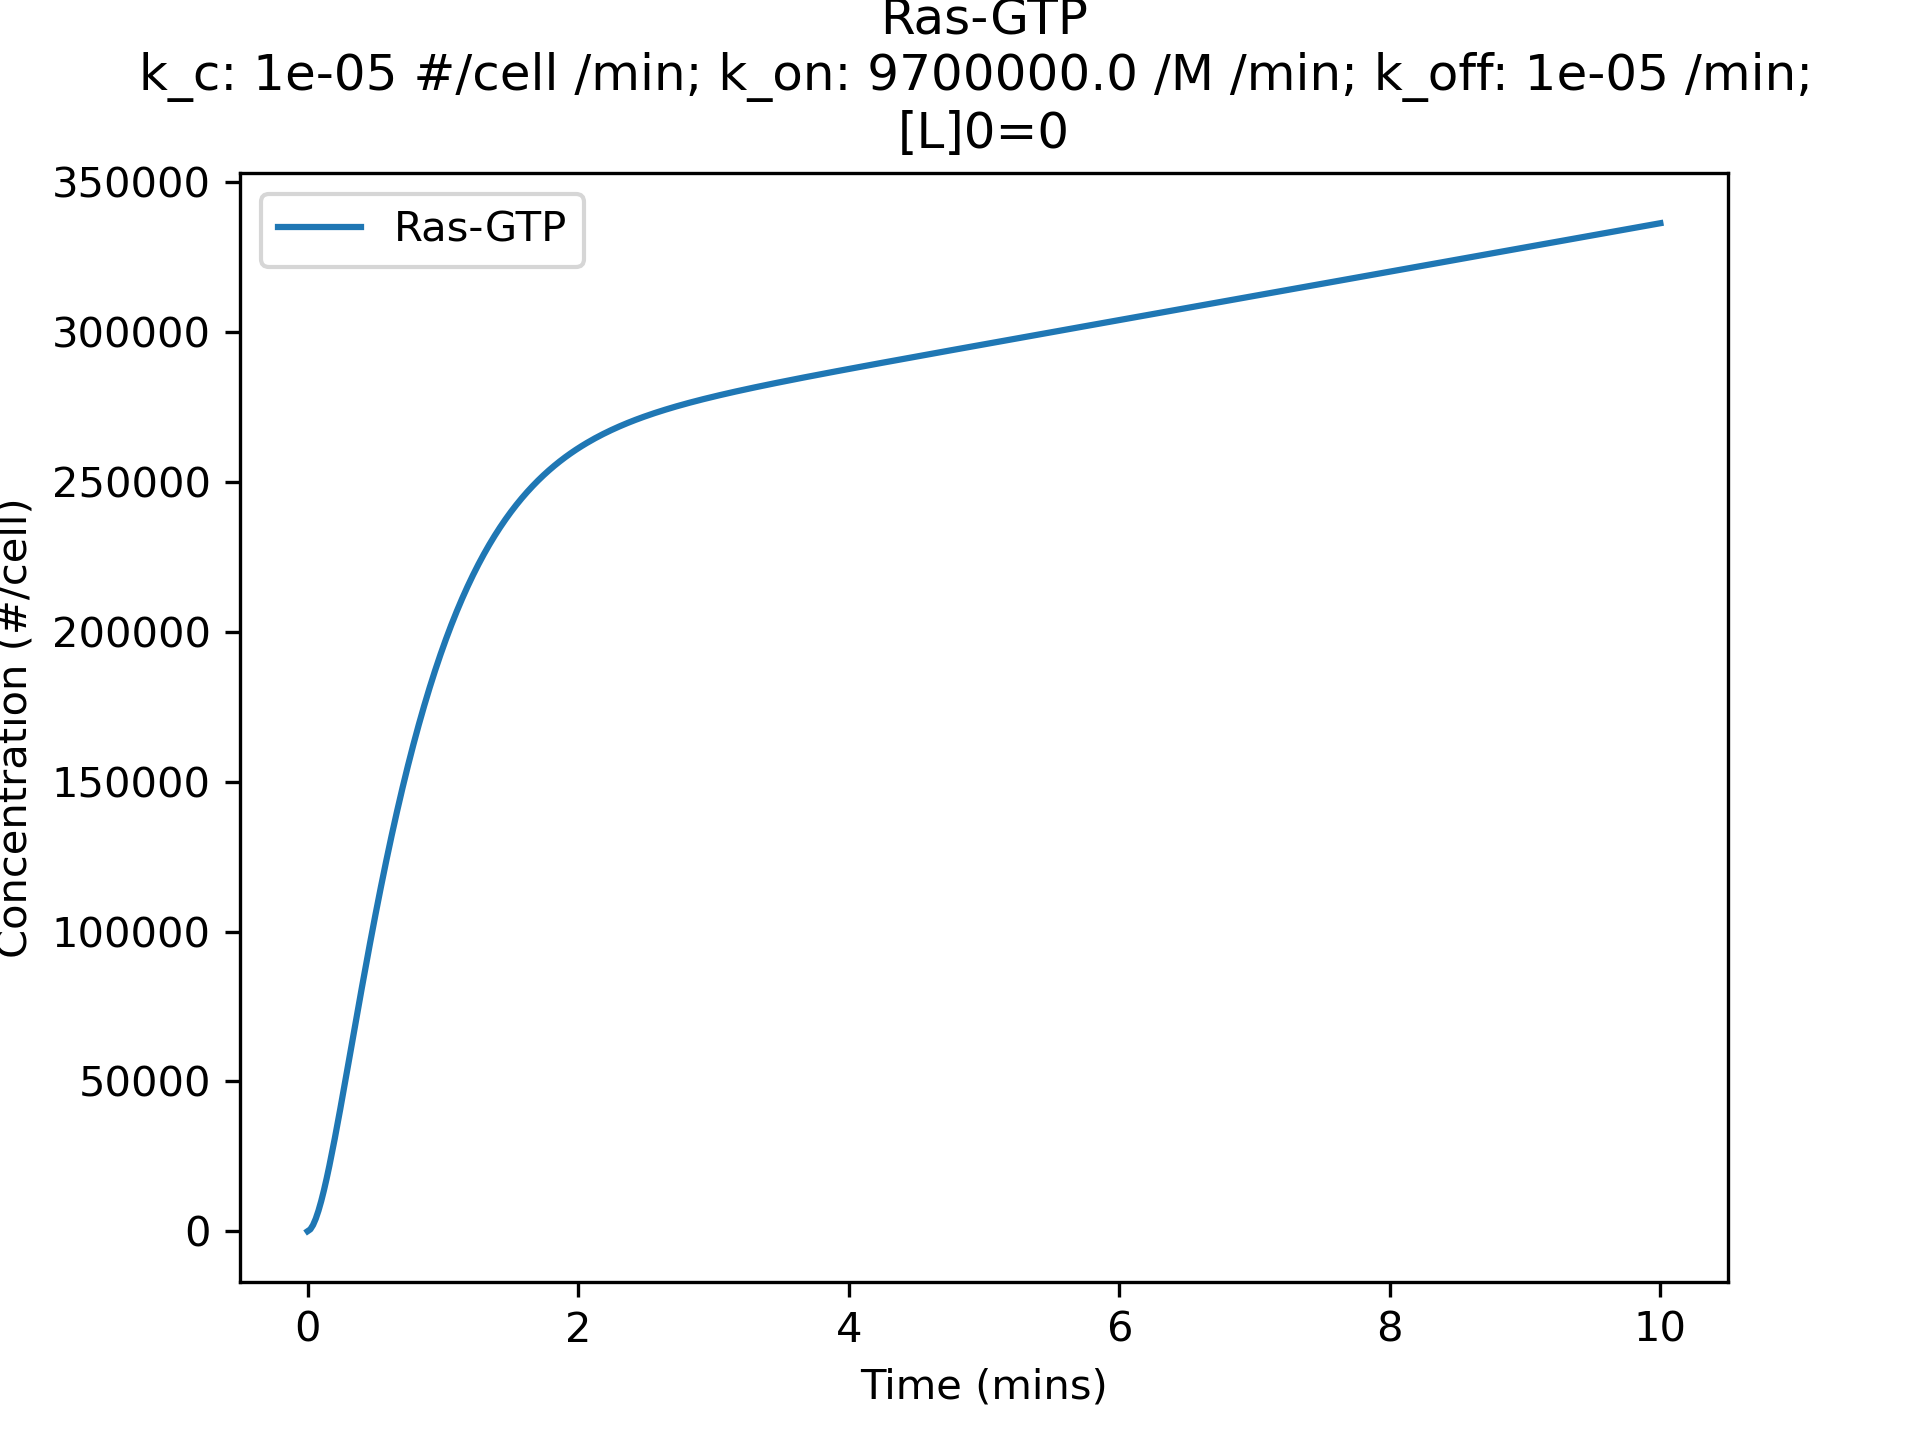 Ras-GTP
k_c: 1e-05 #/cell /min; k_on: 9700000.0 /M /min; k_off: 1e-05 /min;
[L]0=0
350000
300000
250000
200000
150000
100000
50000
0
Concentration (#/cell)
Ras-GTP
0 2 4 6 8 10
Time (mins)